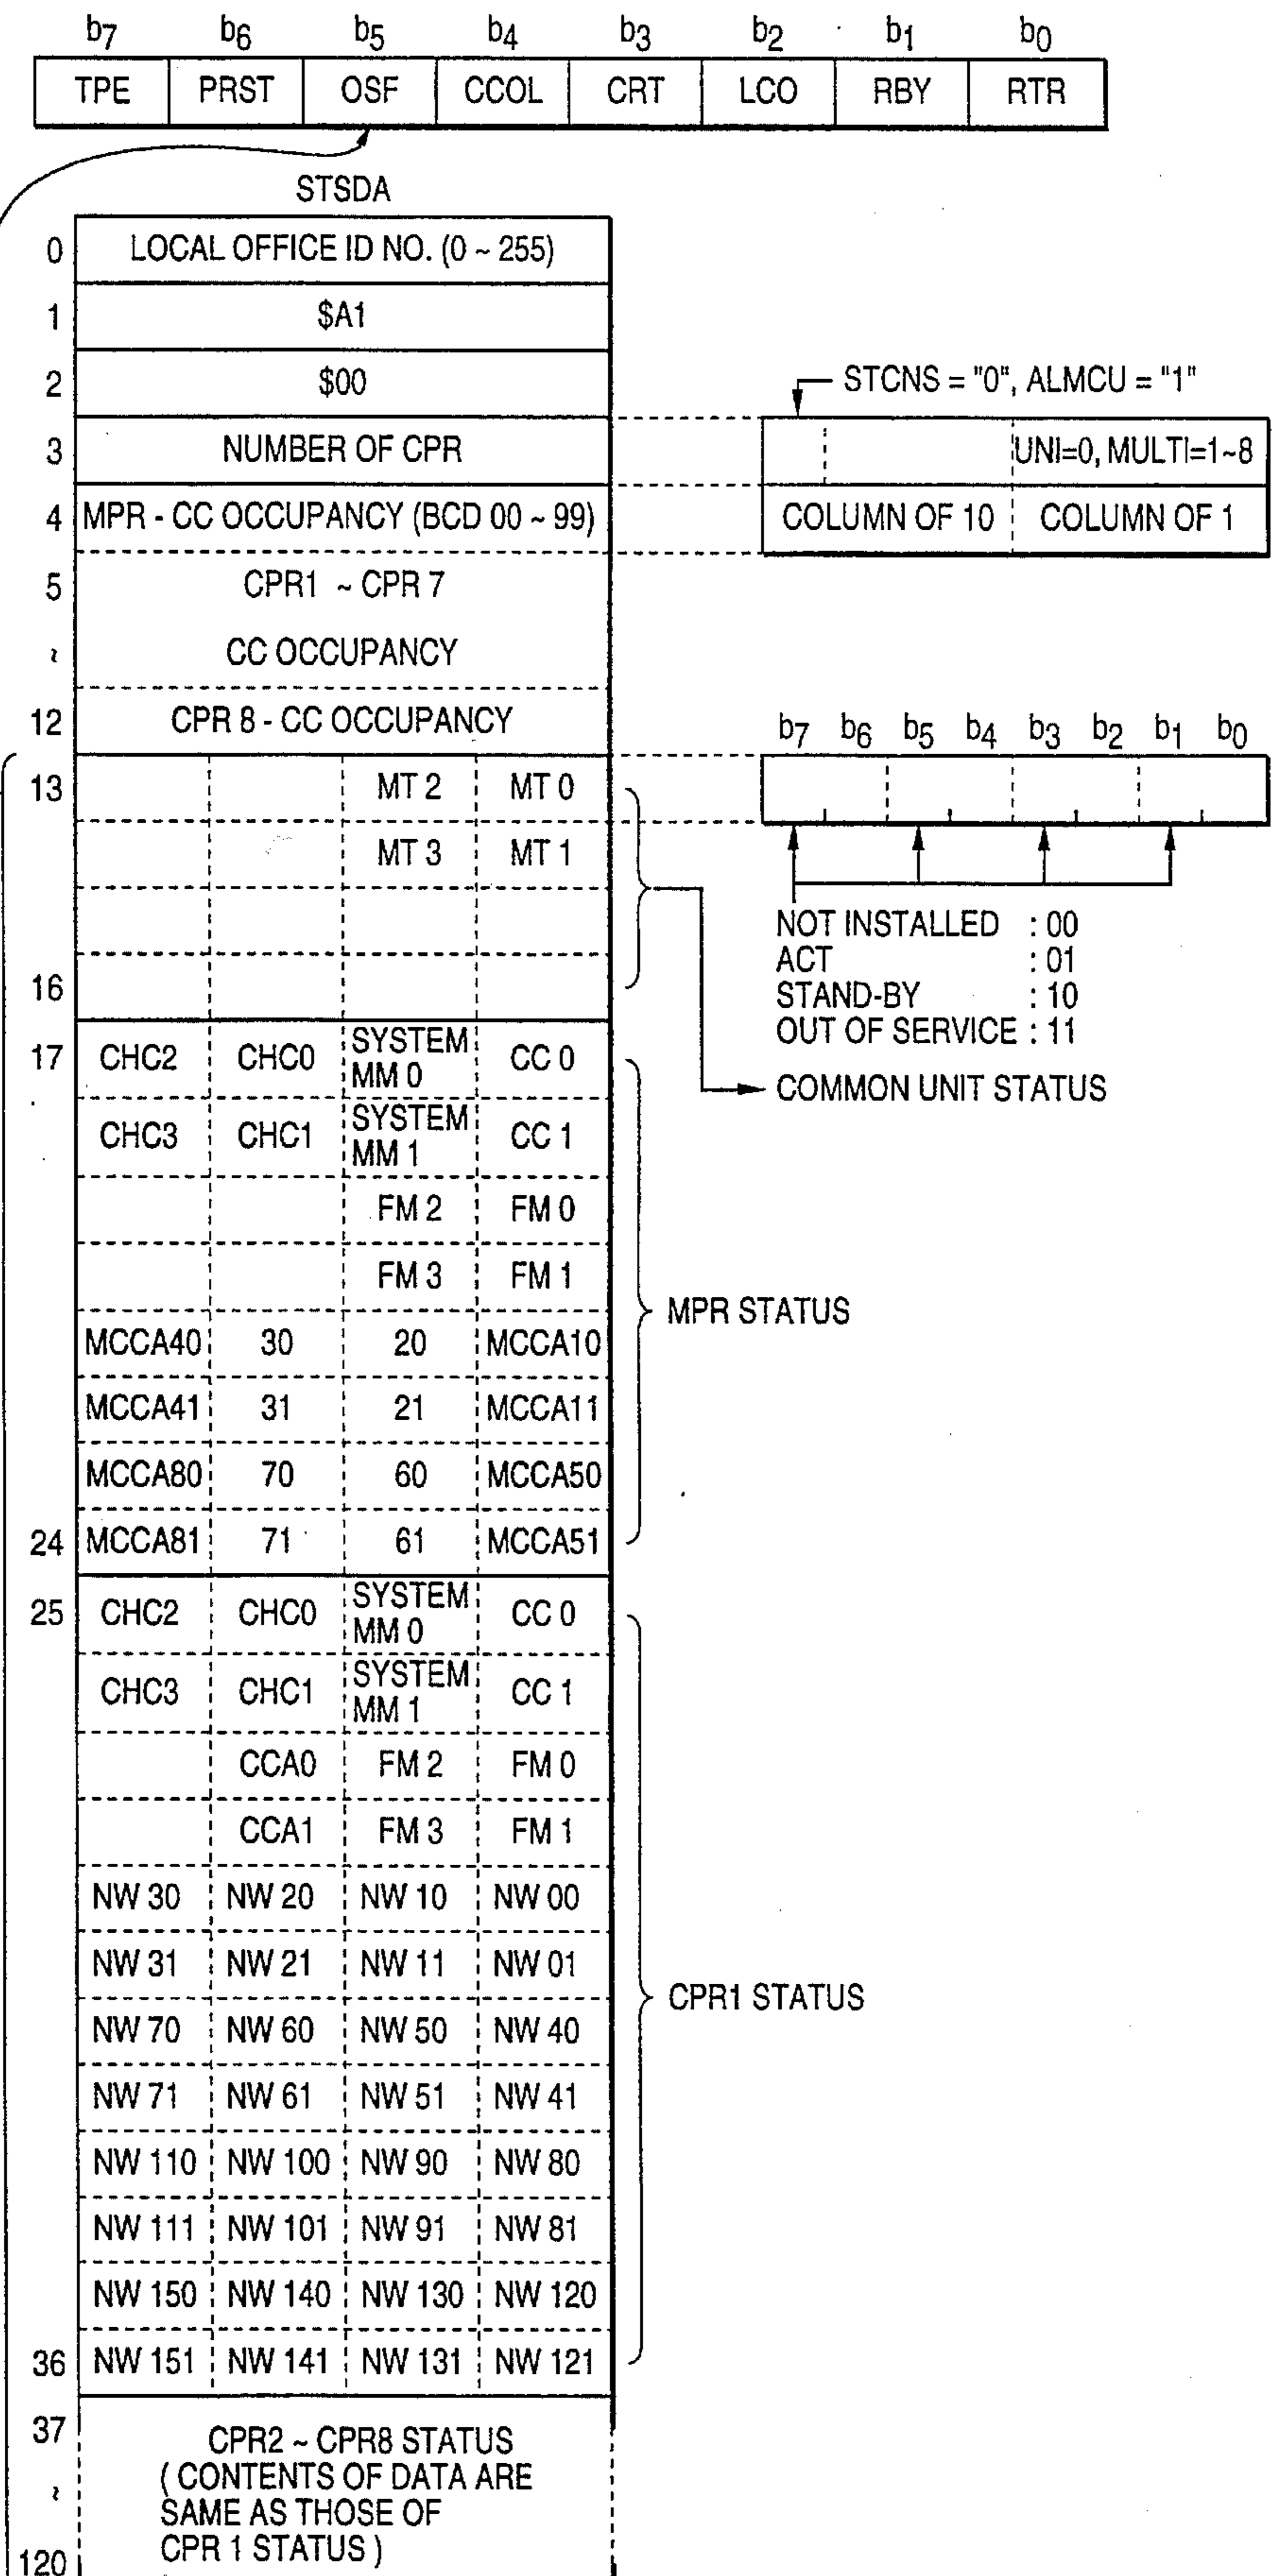 b7 b6 b5 b4 b3 b2 b1 b0
TPE PRST OSF CCOL CRT LCO RBY RTR
STSDA
0 LOCAL OFFICE ID NO. (0 ~ 255)
1 $A1
2 $00
STCNS = "0", ALMCU = "1"
3 NUMBER OF CPR
UNI=0, MULTI=1~8
4 MPR - CC OCCUPANCY (BCD 00 ~ 99)
COLUMN OF 10 COLUMN OF 1
5 CPR1 ~ CPR 7
~ CC OCCUPANCY
12 CPR 8 - CC OCCUPANCY
b7 b6 b5 b4 b3 b2 b1 b0
13 MT 2 MT 0
MT 3 MT 1
16
NOT INSTALLED : 00
ACT : 01
STAND-BY : 10
OUT OF SERVICE : 11
COMMON UNIT STATUS
17 CHC2 CHC0 SYSTEM MM 0 CC 0
CHC3 CHC1 SYSTEM MM 1 CC 1
FM 2 FM 0
FM 3 FM 1
MPR STATUS
MCCA40 30 20 MCCA10
MCCA41 31 21 MCCA11
MCCA80 70 60 MCCA50
24 MCCA81 71 61 MCCA51
25 CHC2 CHC0 SYSTEM MM 0 CC 0
CHC3 CHC1 SYSTEM MM 1 CC 1
CCA0 FM 2 FM 0
CCA1 FM 3 FM 1
NW 30 NW 20 NW 10 NW 00
NW 31 NW 21 NW 11 NW 01
CPR1 STATUS
NW 70 NW 60 NW 50 NW 40
NW 71 NW 61 NW 51 NW 41
NW 110 NW 100 NW 90 NW 80
NW 111 NW 101 NW 91 NW 81
NW 150 NW 140 NW 130 NW 120
36 NW 151 NW 141 NW 131 NW 121
37 CPR2 ~ CPR8 STATUS
( CONTENTS OF DATA ARE
~ SAME AS THOSE OF
120 CPR 1 STATUS )